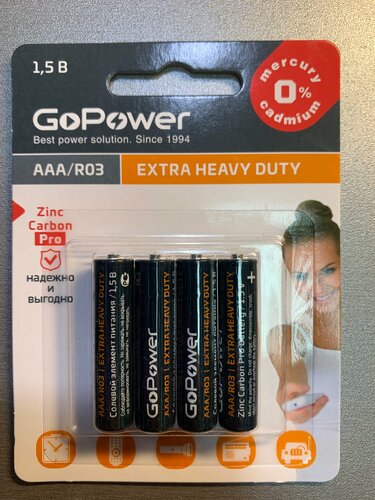 1,5 В
mercury
0%
cadmium
GoPower
Best power solution. Since 1994
AAA/R03
EXTRA HEAVY DUTY
Zinc
Carbon
Pro
надежно
и
выгодно
AAA/R03 | EXTRA HEAVY DUTY
Солевой элемент питания / 1,5 В
GoPower
AAA/R03 | EXTRA HEAVY DUTY
GoPower
AAA/R03 | EXTRA HEAVY DUTY
AAA/R03 | EXTRA HEAVY DUTY
Zinc Carbon Pro battery / 1,5 V
+